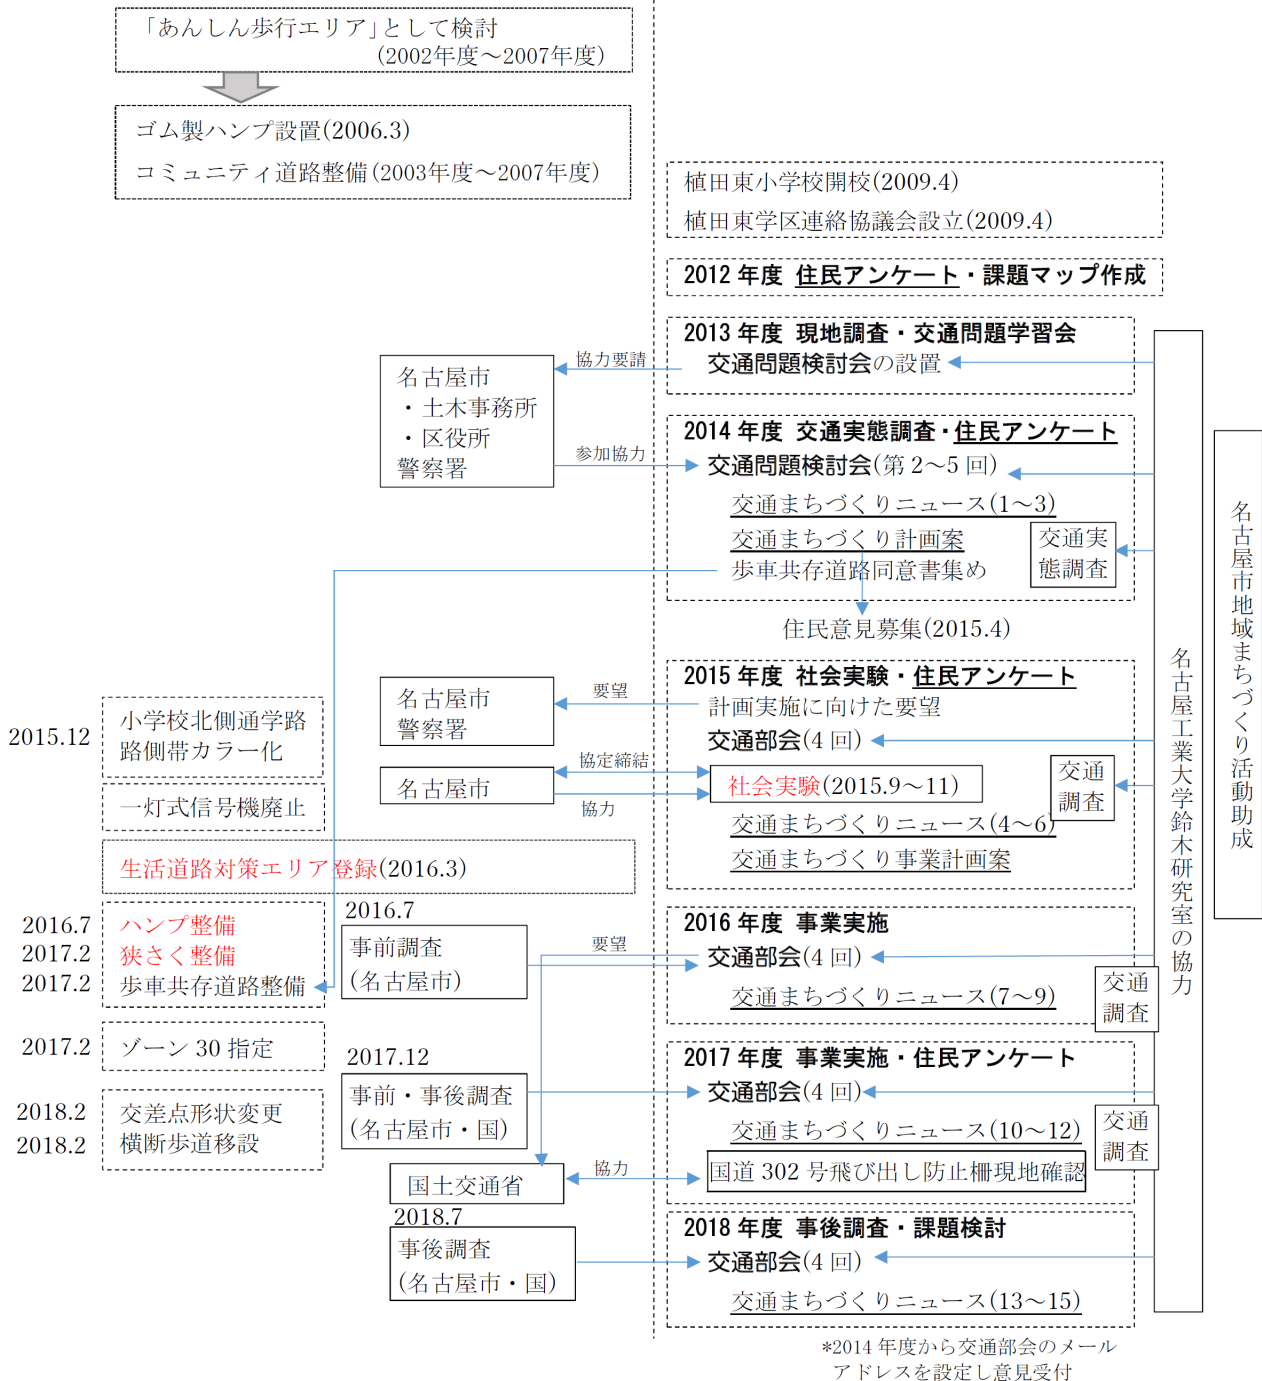 「あんしん歩行エリア」として検討
(2002年度～2007年度)
ゴム製ハンプ設置(2006.3)
コミュニティ道路整備(2003年度～2007年度)
植田東小学校開校(2009.4)
植田東学区連絡協議会設立(2009.4)
2012 年度 住民アンケート・課題マップ作成
2013 年度 現地調査・交通問題学習会
交通問題検討会の設置
協力要請
名古屋市
・土木事務所
・区役所
警察署
参加協力
2014 年度 交通実態調査・住民アンケート
交通問題検討会(第 2～5 回)
交通まちづくりニュース(1～3)
交通まちづくり計画案
歩車共存道路同意書集め
交通実
態調査
住民意見募集(2015.4)
2015 年度 社会実験・住民アンケート
計画実施に向けた要望
交通部会(4 回)
要望
名古屋市
警察署
協定締結
名古屋市
協力
社会実験(2015.9～11)
交通
調査
交通まちづくりニュース(4～6)
交通まちづくり事業計画案
2015.12
小学校北側通学路
路側帯カラー化
一灯式信号機廃止
生活道路対策エリア登録(2016.3)
2016.7
ハンプ整備
2017.2
狭さく整備
2017.2
歩車共存道路整備
2016.7
事前調査
(名古屋市)
要望
2016 年度 事業実施
交通部会(4 回)
交通まちづくりニュース(7～9)
交通
調査
2017.2
ゾーン 30 指定
2017.12
事前・事後調査
(名古屋市・国)
2017 年度 事業実施・住民アンケート
交通部会(4 回)
交通まちづくりニュース(10～12)
交通
調査
国道 302 号飛び出し防止柵現地確認
2018.2
交差点形状変更
2018.2
横断歩道移設
国土交通省
協力
2018.7
事後調査
(名古屋市・国)
2018 年度 事後調査・課題検討
交通部会(4 回)
交通まちづくりニュース(13～15)
名古屋工業大学鈴木研究室の協力
名古屋市地域まちづくり活動助成
*2014 年度から交通部会のメール
アドレスを設定し意見受付